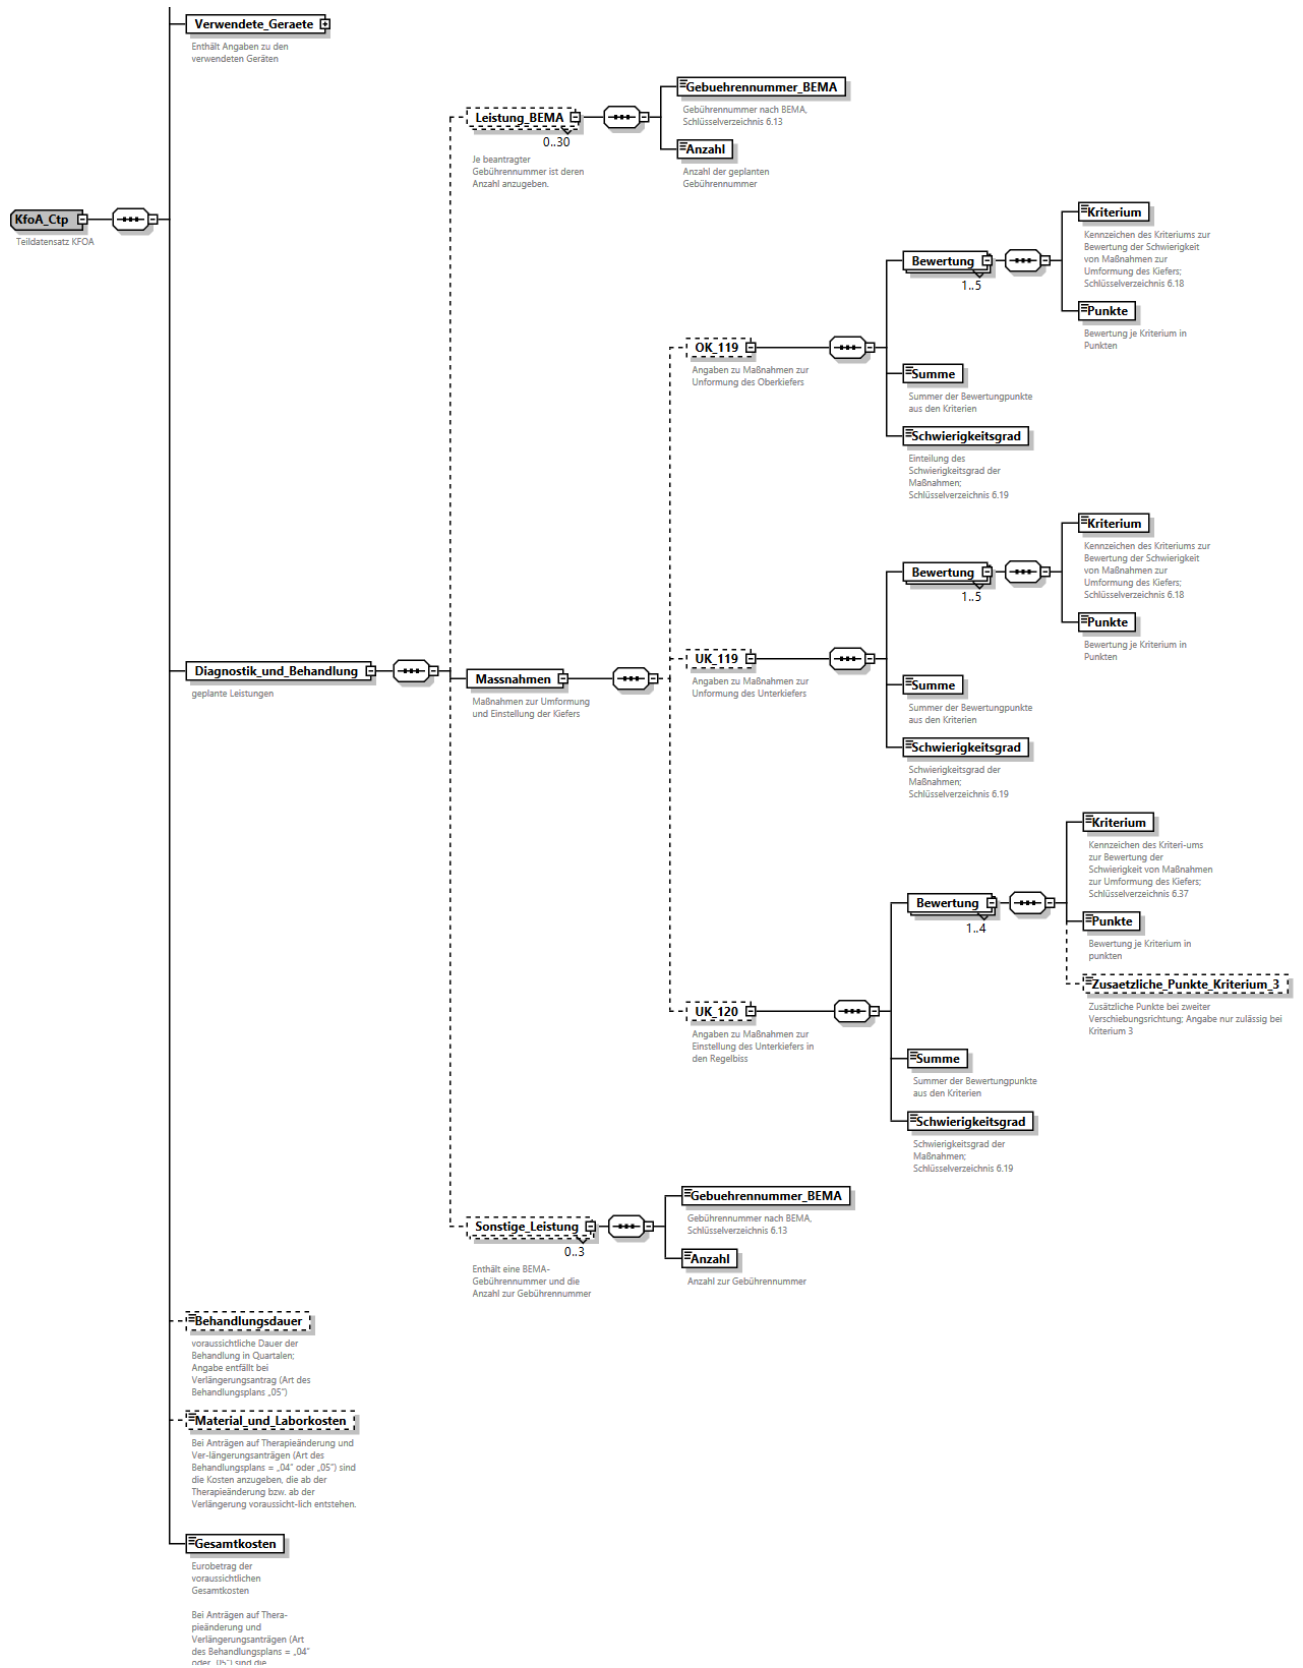 Verwendete_Geraete
Enthält Angaben zu den
verwendeten Geräten
Leistung_BEMA
0..30
Je beantragter
Gebührennummer ist deren
Anzahl anzugeben.
Gebuehrennummer_BEMA
Gebührennummer nach BEMA,
Schlüsselverzeichnis 6.13
Anzahl
Anzahl der geplanten
Gebührennummer
KfoA_Ctp
Teildatensatz KFOA
Kriterium
Kennzeichen des Kriteriums zur
Bewertung der Schwierigkeit
von Maßnahmen zur
Umformung des Kiefers;
Schlüsselverzeichnis 6.18
Bewertung
1..5
Punkte
Bewertung je Kriterium in
Punkten
OK_119
Angaben zu Maßnahmen zur
Unformung des Oberkiefers
Summe
Summer der Bewertungpunkte
aus den Kriterien
Schwierigkeitsgrad
Einteilung des
Schwierigkeitsgrad der
Maßnahmen;
Schlüsselverzeichnis 6.19
Kriterium
Kennzeichen des Kriteriums zur
Bewertung der Schwierigkeit
von Maßnahmen zur
Umformung des Kiefers;
Schlüsselverzeichnis 6.18
Bewertung
1..5
Punkte
Bewertung je Kriterium in
Punkten
Diagnostik_und_Behandlung
geplante Leistungen
Massnahmen
Maßnahmen zur Umformung
und Einstellung der Kiefers
UK_119
Angaben zu Maßnahmen zur
Unformung des Unterkiefers
Summe
Summer der Bewertungpunkte
aus den Kriterien
Schwierigkeitsgrad
Schwierigkeitsgrad der
Maßnahmen;
Schlüsselverzeichnis 6.19
Kriterium
Kennzeichen des Kriteri-ums
zur Bewertung der
Schwierigkeit von Maßnahmen
zur Umformung des Kiefers;
Schlüsselverzeichnis 6.37
Bewertung
1..4
Punkte
Bewertung je Kriterium in
punkten
Zusaetzliche_Punkte_Kriterium_3
Zusätzliche Punkte bei zweiter
Verschiebungsrichtung; Angabe nur zulässig bei
Kriterium 3
UK_120
Angaben zu Maßnahmen zur
Einstellung des Unterkiefers in
den Regelbiss
Summe
Summer der Bewertungpunkte
aus den Kriterien
Schwierigkeitsgrad
Schwierigkeitsgrad der
Maßnahmen;
Schlüsselverzeichnis 6.19
Sonstige_Leistung
0..3
Enthält eine BEMA-
Gebührennummer und die
Anzahl zur Gebührennummer
Gebuehrennummer_BEMA
Gebührennummer nach BEMA,
Schlüsselverzeichnis 6.13
Anzahl
Anzahl zur Gebührennummer
Behandlungsdauer
voraussichtliche Dauer der
Behandlung in Quartalen;
Angabe entfällt bei
Verlängerungsantrag (Art des
Behandlungsplans „05")
Material_und_Laborkosten
Bei Anträgen auf Therapieänderung und
Ver-längerungsanträgen (Art des
Behandlungsplans = „04" oder „05") sind
die Kosten anzugeben, die ab der
Therapieänderung bzw. ab der
Verlängerung voraussicht-lich entstehen.
Gesamtkosten
Eurobetrag der
voraussichtlichen
Gesamtkosten
Bei Anträgen auf Thera-
pieänderung und
Verlängerungsanträgen (Art
des Behandlungsplans = „04"
oder „05") sind die